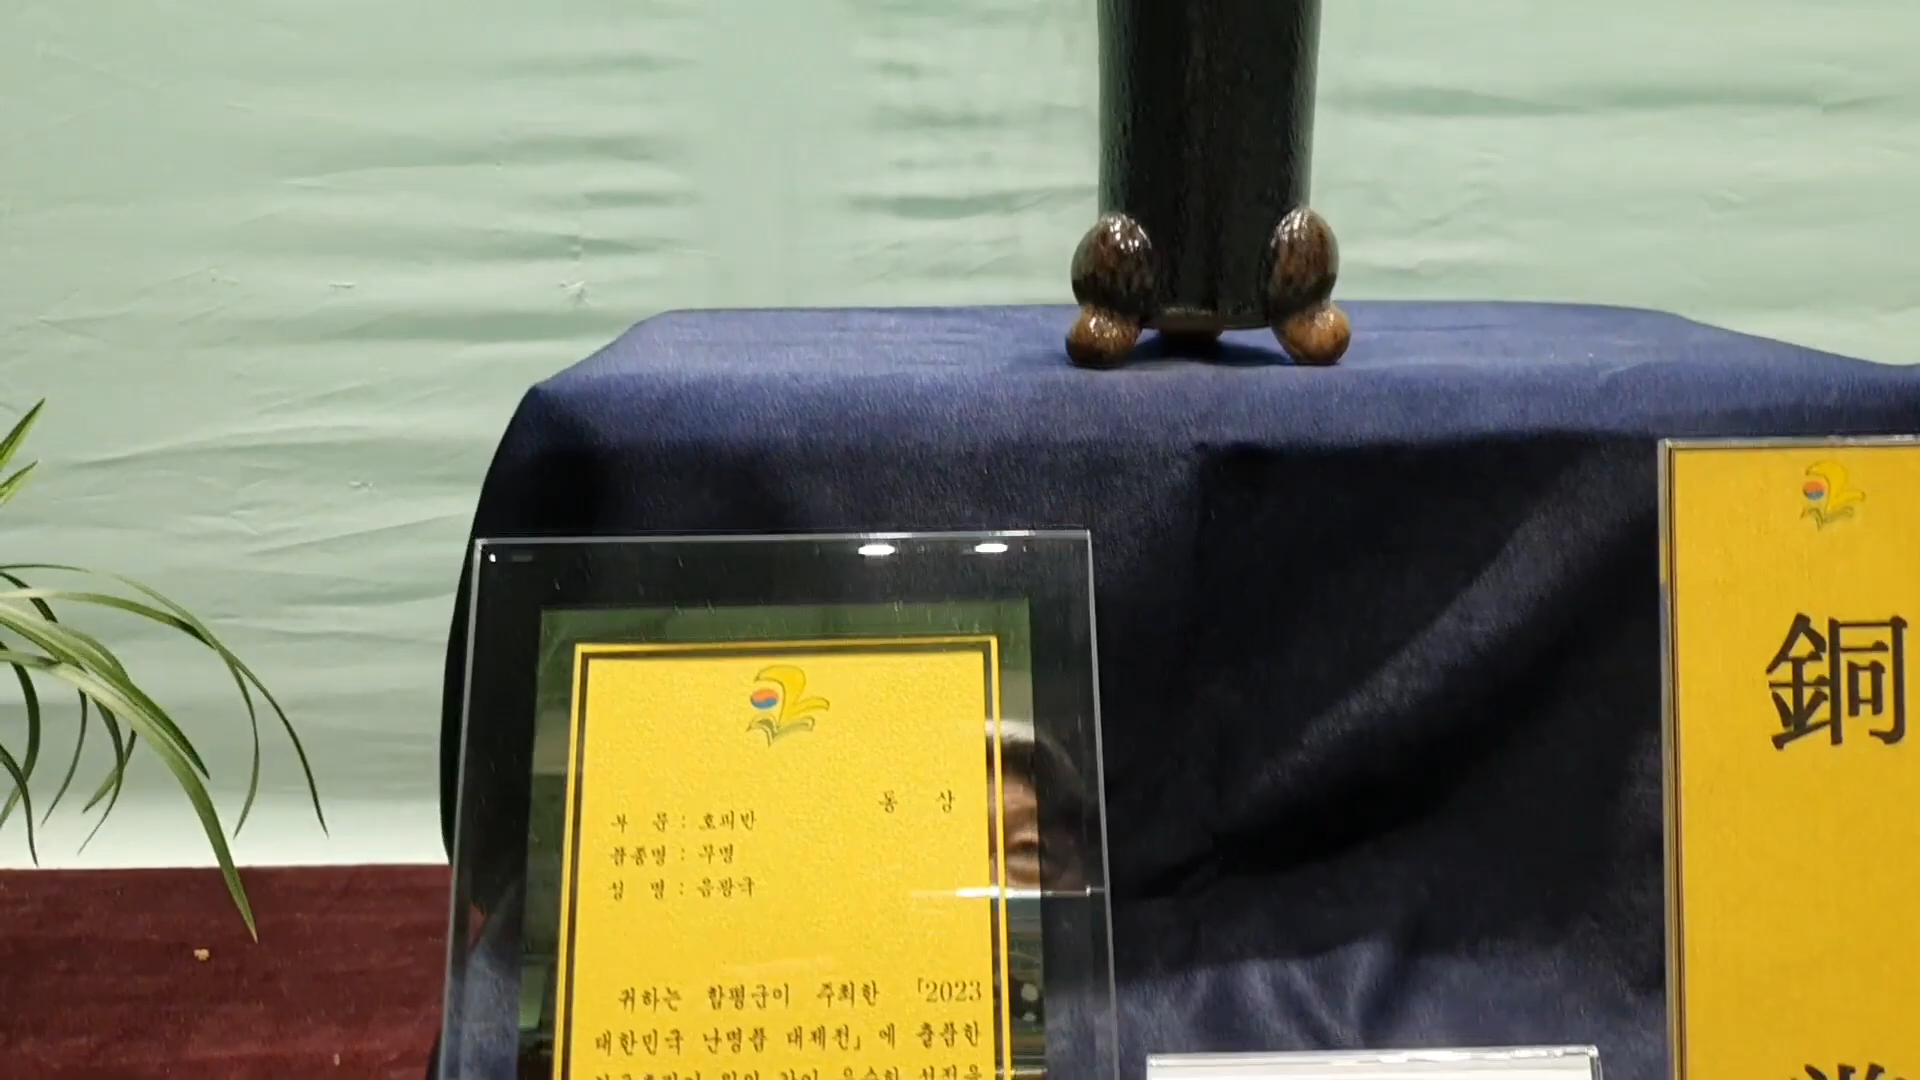 동 상
부 문 : 호피반
품종명 : 무명
성 명 : 음광국
귀하는 함평군이 주최한 「2023
대한민국 난명품 대제전」에 출품한
銅